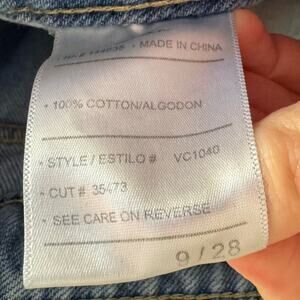 • MADE IN CHINA
• 100% COTTON/ALGODON
• STYLE / ESTILO # VC1040
• CUT # 35473
• SEE CARE ON REVERSE
9 / 28